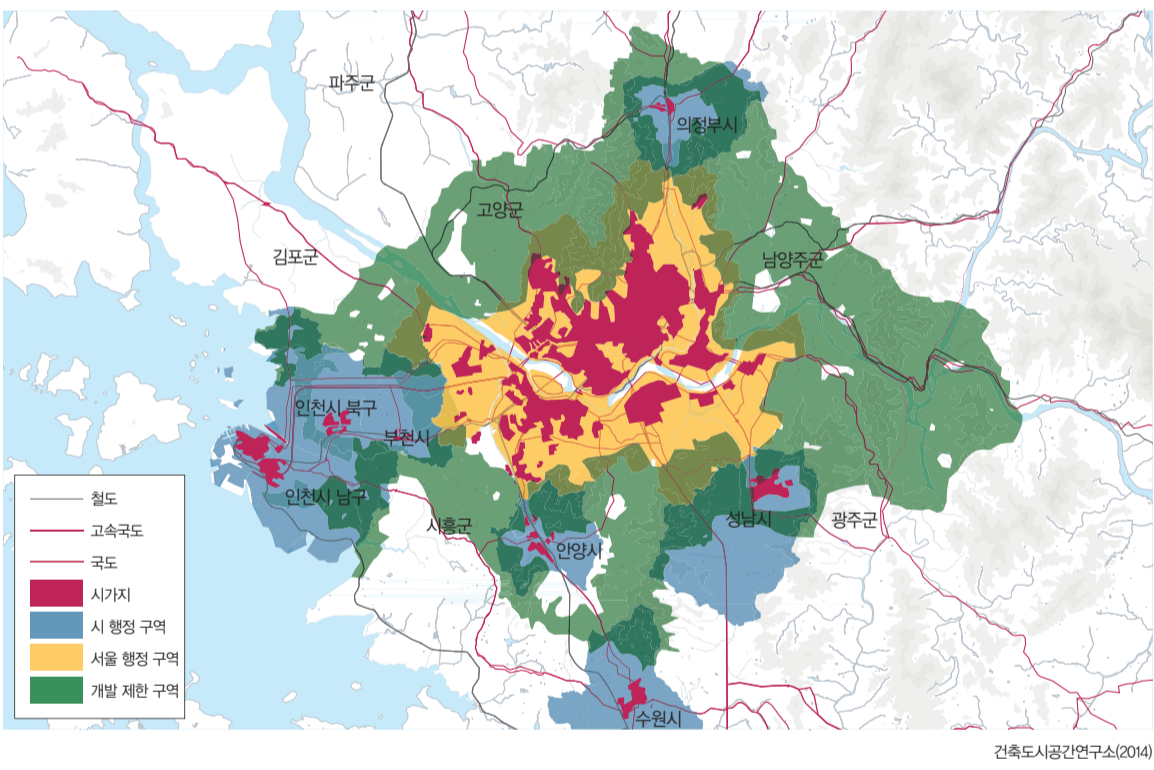 파주군
의정부시
고양군
김포군
남양주군
인천시 북구
부천시
인천시 남구
시흥군
안양시
성남시
광주군
수원시
철도
고속국도
국도
시가지
시 행정 구역
서울 행정 구역
개발 제한 구역
건축도시공간연구소(2014)